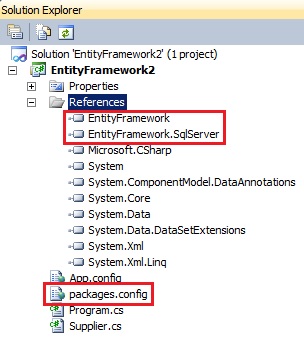 Solution Explorer
Solution 'EntityFramework2' (1 project)
EntityFramework2
Properties
References
EntityFramework
EntityFramework.SqlServer
Microsoft.CSharp
System
System.ComponentModel.DataAnnotations
System.Core
System.Data
System.Data.DataSetExtensions
System.Xml
System.Xml.Linq
App.config
packages.config
Program.cs
Supplier.cs